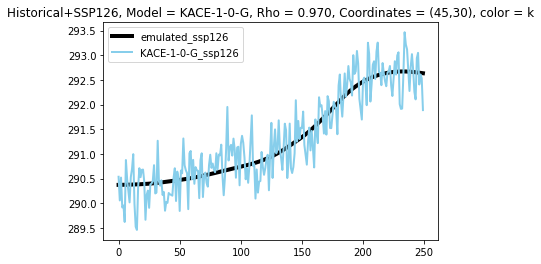 Historical+SSP126, Model = KACE-1-0-G, Rho = 0.970, Coordinates = (45,30), color = k
emulated_ssp126
KACE-1-0-G_ssp126
293.5
293.0
292.5
292.0
291.5
291.0
290.5
290.0
289.5
0 50 100 150 200 250